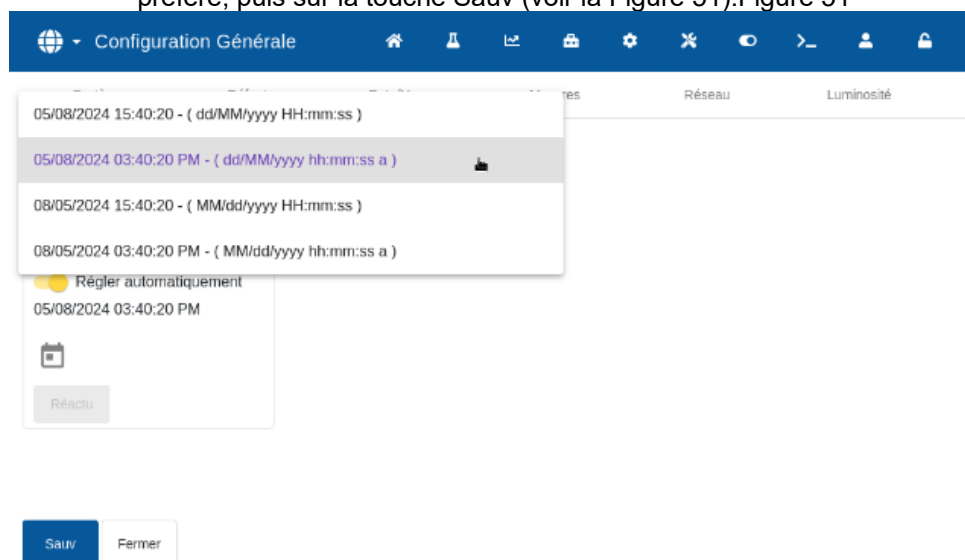 préféré, puis sur la touche Sauv (voir la Figure 51).Figure 51
Configuration Générale
Réseau
Luminosité
05/08/2024 15:40:20 - ( dd/MM/yyyy HH:mm:ss )
05/08/2024 03:40:20 PM - ( dd/MM/yyyy hh:mm:ss a )
08/05/2024 15:40:20 - ( MM/dd/yyyy HH:mm:ss )
08/05/2024 03:40:20 PM - ( MM/dd/yyyy hh:mm:ss a )
Régler automatiquement
05/08/2024 03:40:20 PM
Réactu
Sauv Fermer